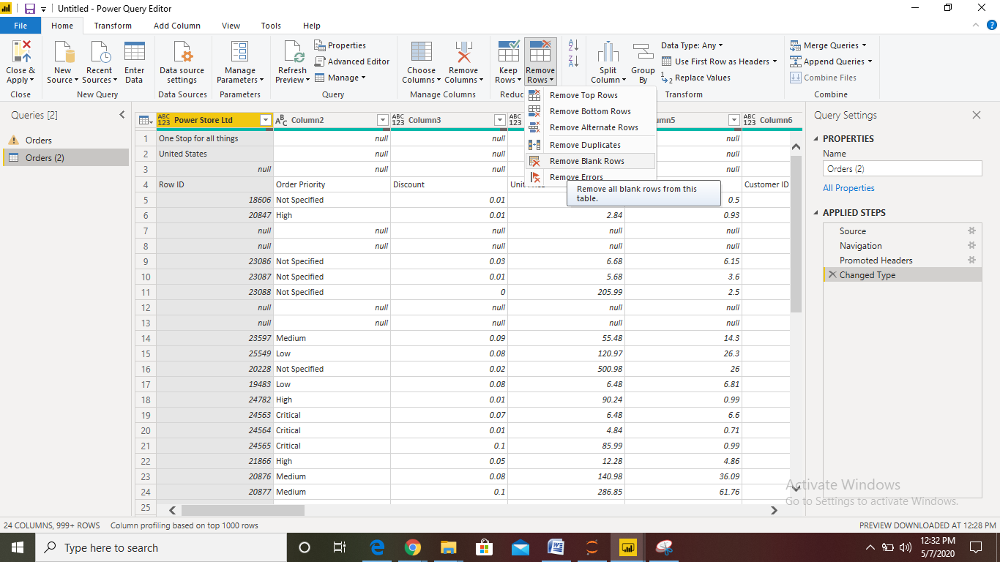 Untitled - Power Query Editor
File Home Transform Add Column View Tools Help
Close & Apply
New Source
Recent Sources
Enter Data
Data source settings
Manage Parameters
Refresh Preview
Properties
Advanced Editor
Manage
Choose Columns
Remove Columns
Keep Rows
Remove Rows
Split Column
Group By
Data Type: Any
Use First Row as Headers
Replace Values
Merge Queries
Append Queries
Combine Files
Close New Query Data Sources Parameters Query Manage Columns Reduc Transform Combine
Remove Top Rows
Remove Bottom Rows
Remove Alternate Rows
Remove Duplicates
Remove Blank Rows
Remove Errors
Remove all blank rows from this
table.
Queries [2]
Orders
Orders (2)
ABC 123 Power Store Ltd ABC Column2 ABC 123 Column3 ABC 123 mn5 ABC 123 Column6
1 One Stop for all things null null null
2 United States null null null
3 null null null null
4 Row ID Order Priority Discount Customer ID
5 18606 Not Specified 0.01 0.5
6 20847 High 0.01 2.84 0.93
7 null null null null null
8 null null null null null
9 23086 Not Specified 0.03 6.68 6.15
10 23087 Not Specified 0.01 5.68 3.6
11 23088 Not Specified 0 205.99 2.5
12 null null null null null
13 null null null null null
14 23597 Medium 0.09 55.48 14.3
15 25549 Low 0.08 120.97 26.3
16 20228 Not Specified 0.02 500.98 26
17 19483 Low 0.08 6.48 6.81
18 24782 High 0.01 90.24 0.99
19 24563 Critical 0.07 6.48 6.6
20 24564 Critical 0.01 4.84 0.71
21 24565 Critical 0.1 85.99 0.99
22 21866 High 0.05 12.28 4.86
23 20876 Medium 0.08 140.98 36.09
24 20877 Medium 0.1 286.85 61.76
25
Query Settings
PROPERTIES
Name
Orders (2)
All Properties
APPLIED STEPS
Source
Navigation
Promoted Headers
Changed Type
Activate Windows
Go to Settings to activate Windows.
24 COLUMNS, 999+ ROWS Column profiling based on top 1000 rows PREVIEW DOWNLOADED AT 12:28 PM
Type here to search
12:32 PM
5/7/2020